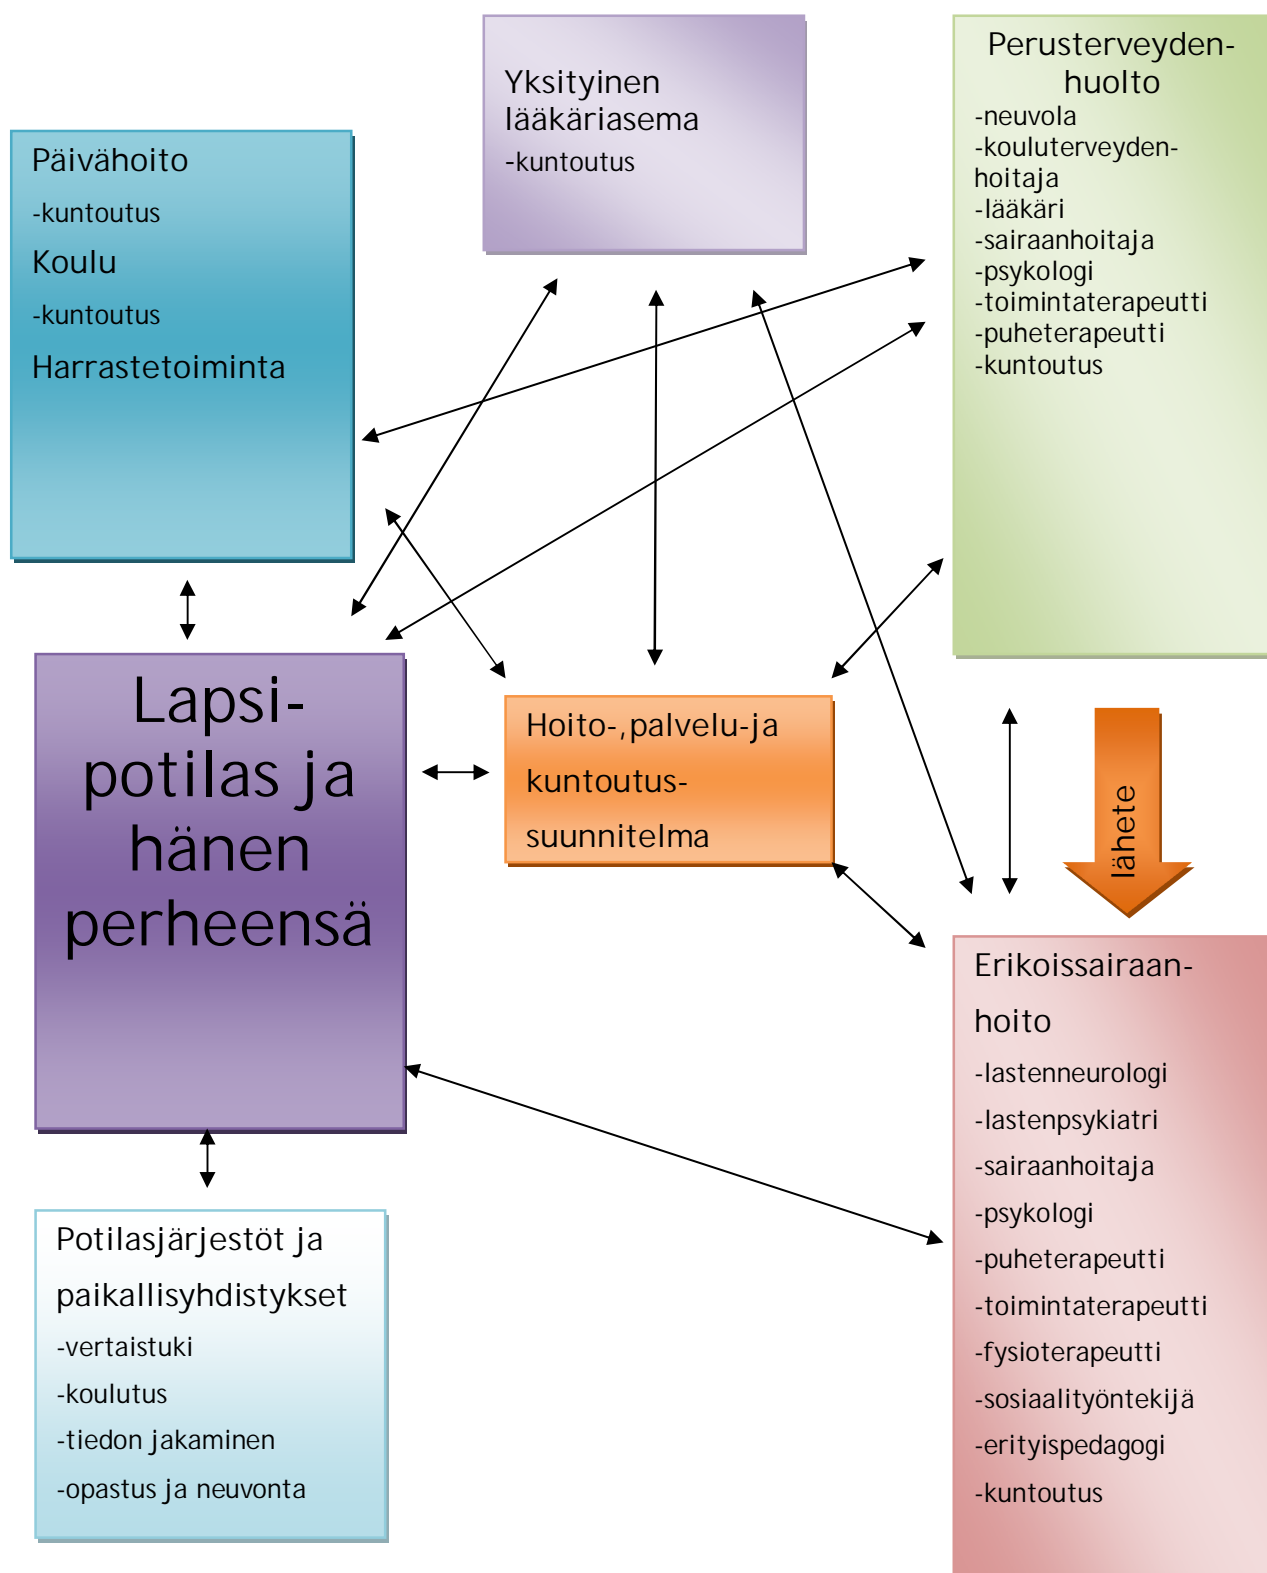 Päivähoito
-kuntoutus
Koulu
-kuntoutus
Harrastetoiminta
Yksityinen
lääkäriasema
-kuntoutus
Perusterveyden-
huolto
-neuvola
-kouluterveyden-
hoitaja
-lääkäri
-sairaanhoitaja
-psykologi
-toimintaterapeutti
-puheterapeutti
-kuntoutus
Lapsi-
potilas ja
hänen
perheensä
Hoito-,palvelu-ja
kuntoutus-
suunnitelma
lähete
Potilasjärjestöt ja
paikallisyhdistykset
-vertaistuki
-koulutus
-tiedon jakaminen
-opastus ja neuvonta
Erikoissairaan-
hoito
-lastenneurologi
-lastenpsykiatri
-sairaanhoitaja
-psykologi
-puheterapeutti
-toimintaterapeutti
-fysioterapeutti
-sosiaalityöntekijä
-erityispedagogi
-kuntoutus